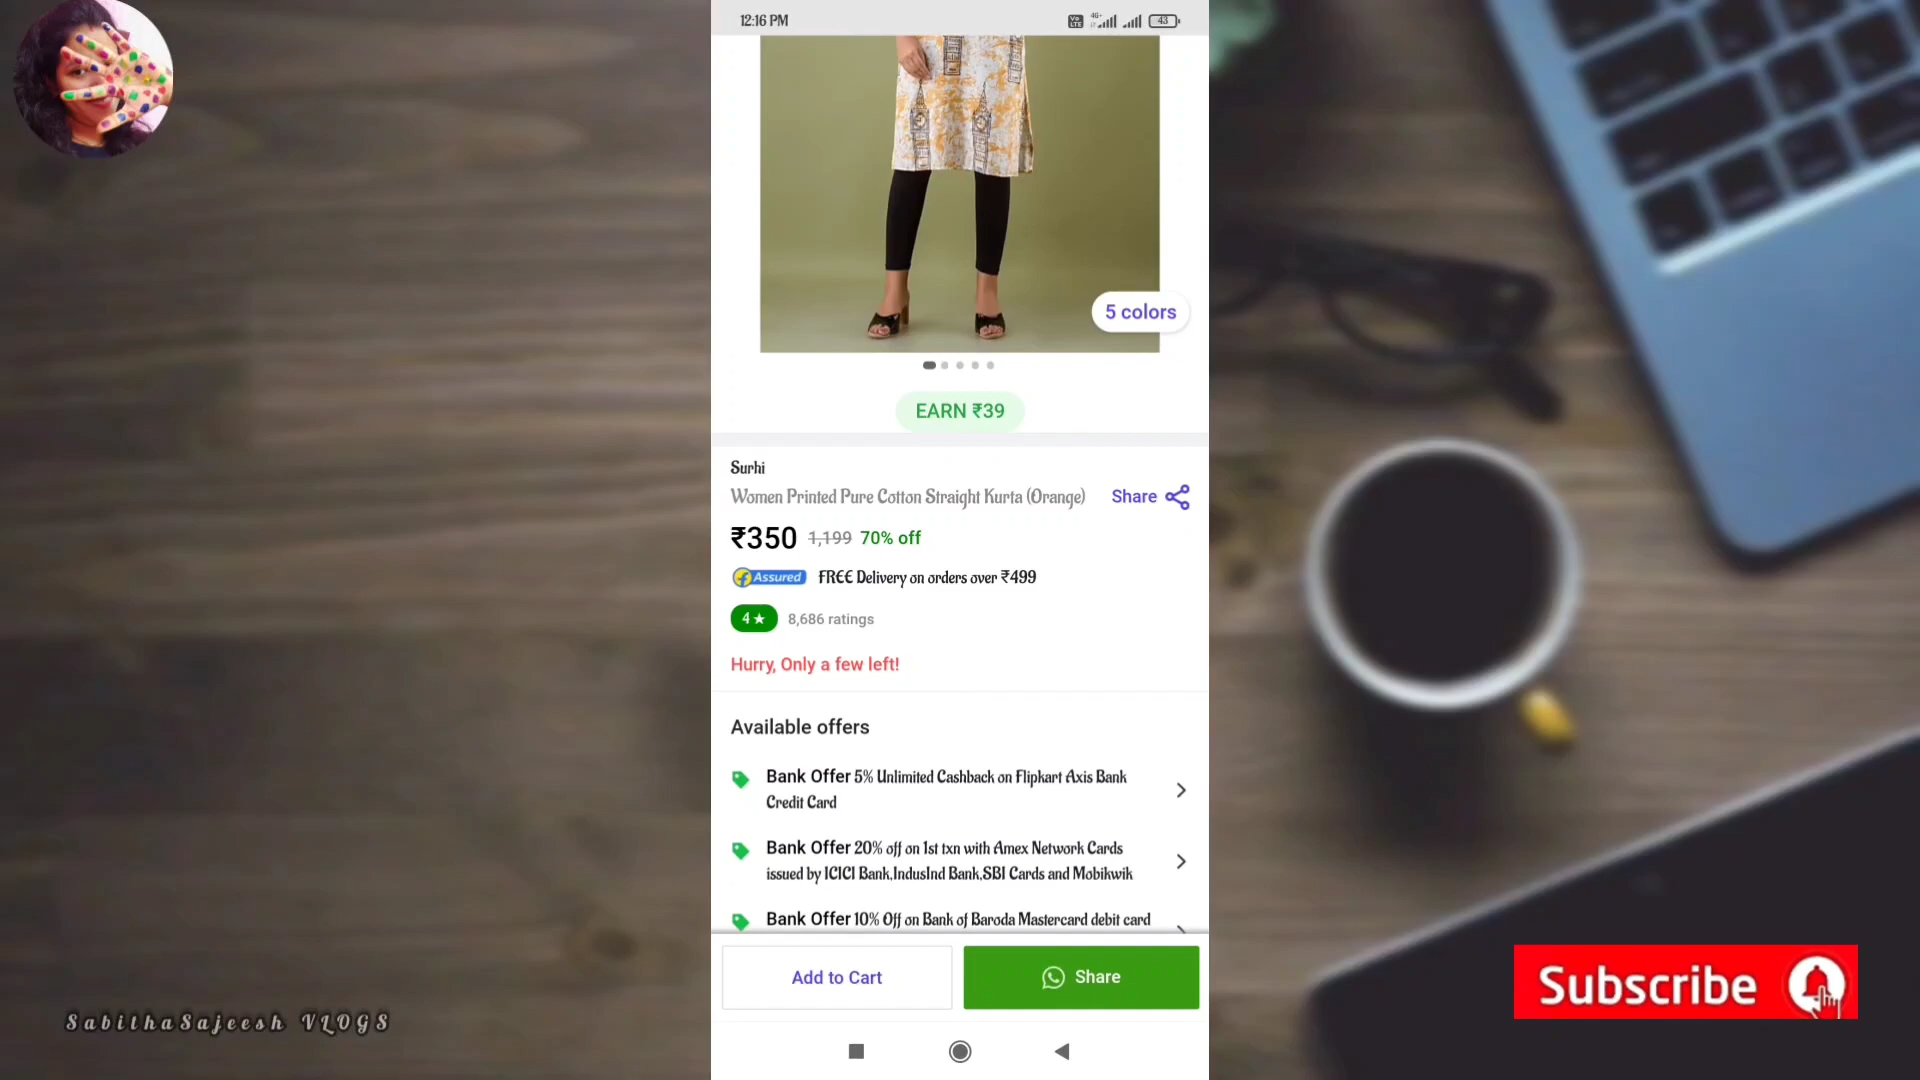 12:16 PM
Vo LTE 4G+ 43
5 colors
EARN ₹39
Surhi
Women Printed Pure Cotton Straight Kurta (Orange)
Share
₹350 1,199 70% off
f Assured FREE Delivery on orders over ₹499
4★ 8,686 ratings
Hurry, Only a few left!
Available offers
Bank Offer 5% Unlimited Cashback on Flipkart Axis Bank
Credit Card
Bank Offer 20% off on 1st txn with Amex Network Cards
issued by ICICI Bank,IndusInd Bank,SBI Cards and Mobikwik
Bank Offer 10% Off on Bank of Baroda Mastercard debit card
Add to Cart
Share
Subscribe
SabithaSajeesh VLOGS